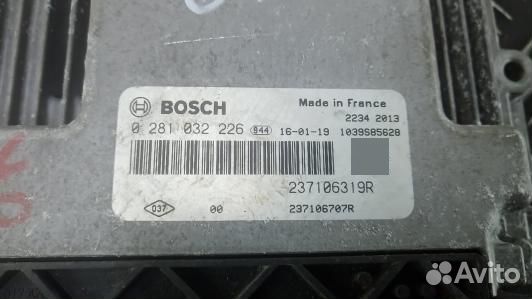 BOSCH
Made in France
2234 2013
0 281 032 226 944 16-01-19 1039S85628
237106319R
037 00 237106707R
Avito